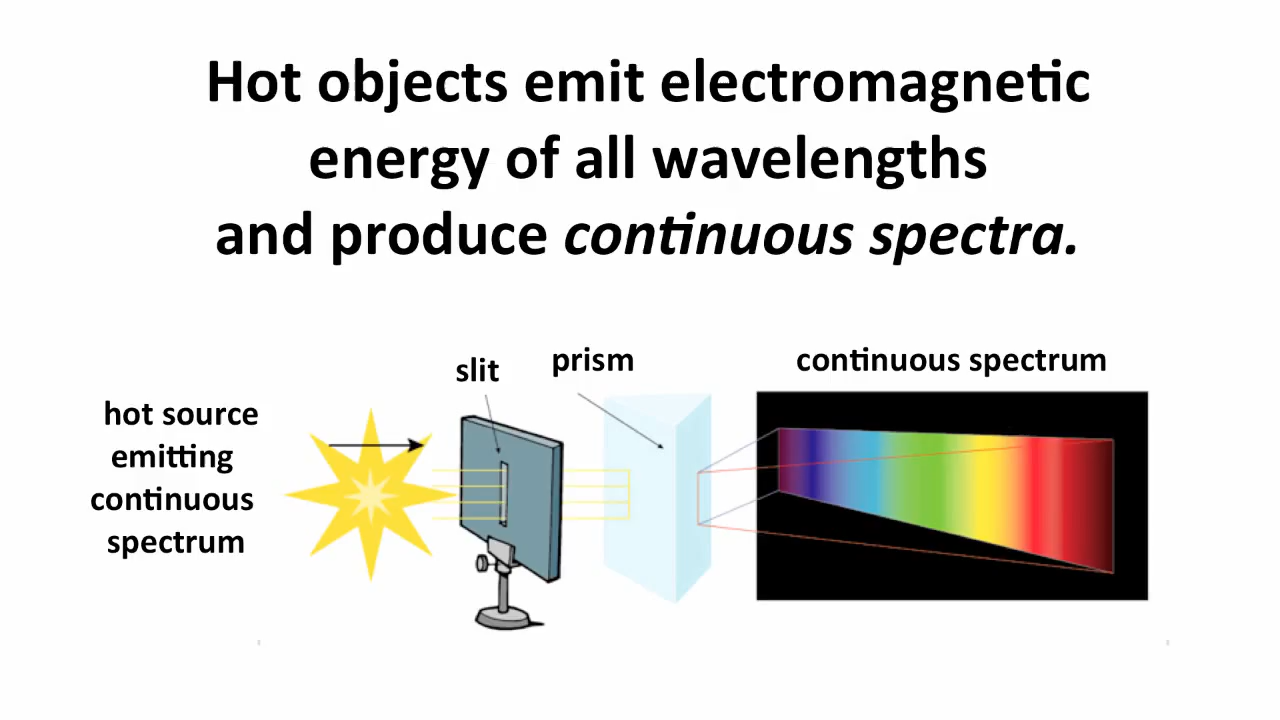 Hot objects emit electromagnetic
energy of all wavelengths
and produce continuous spectra.
slit
prism
continuous spectrum
hot source
emitting
continuous
spectrum